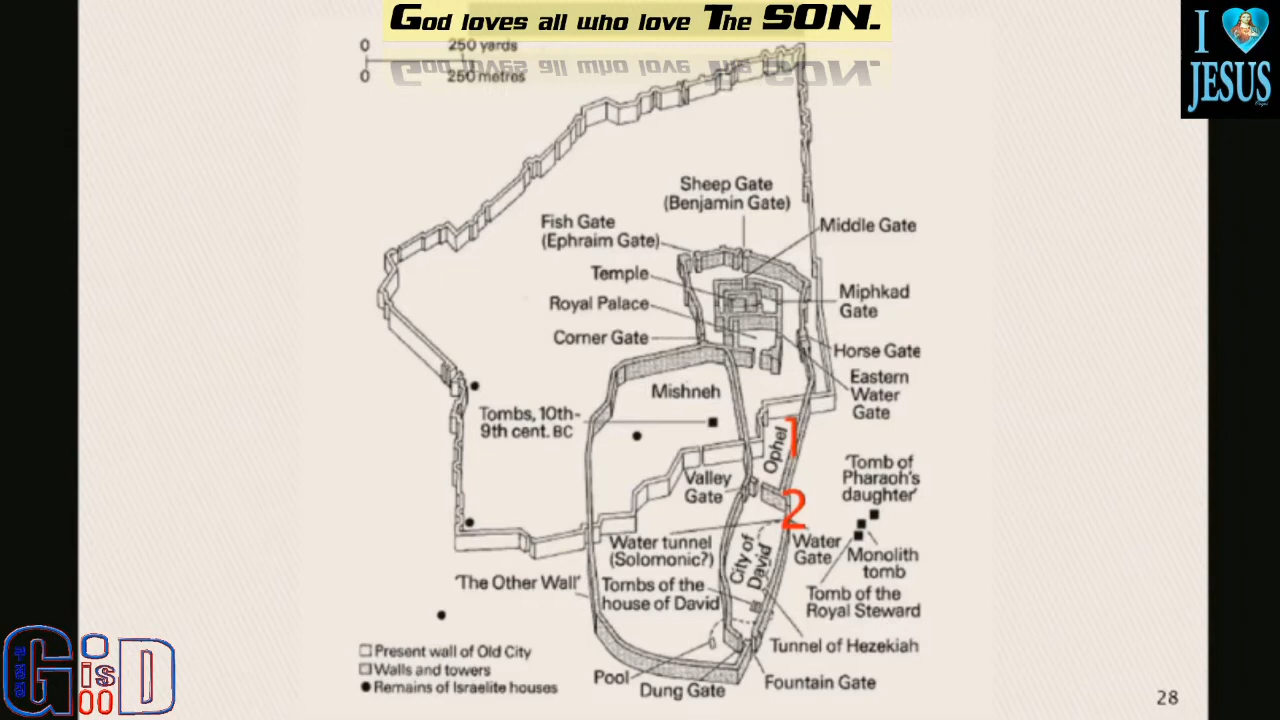 God loves all who love The SON.
I
JESUS
0 250 yards
0 250 metres
Sheep Gate
(Benjamin Gate)
Fish Gate
(Ephraim Gate)
Middle Gate
Temple
Royal Palace
Miphkad
Gate
Corner Gate
Horse Gate
Eastern
Water
Gate
Mishneh
Tombs, 10th-
9th cent. BC
Ophel
1
'Tomb of
Pharaoh's
daughter'
Valley
Gate
2
Water tunnel
(Solomonic?)
City of
David
Water
Gate
Monolith
tomb
'The Other Wall'
Tombs of the
house of David
Tomb of the
Royal Steward
Tunnel of Hezekiah
Present wall of Old City
Walls and towers
Remains of Israelite houses
Pool
Dung Gate
Fountain Gate
God
is
28